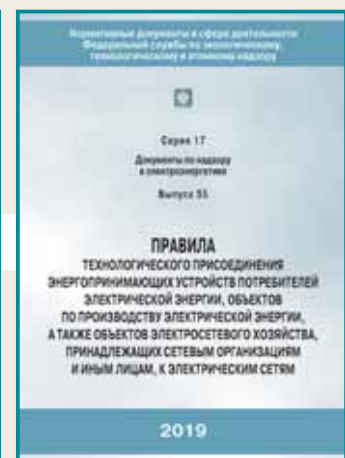 Нормативные документы в сфере деятельности
Федеральной службы по экологическому,
технологическому и атомному надзору
Серия 17
Документы по надзору
в электроэнергетике
Выпуск 55
ПРАВИЛА
ТЕХНОЛОГИЧЕСКОГО ПРИСОЕДИНЕНИЯ
ЭНЕРГОПРИНИМАЮЩИХ УСТРОЙСТВ ПОТРЕБИТЕЛЕЙ
ЭЛЕКТРИЧЕСКОЙ ЭНЕРГИИ, ОБЪЕКТОВ
ПО ПРОИЗВОДСТВУ ЭЛЕКТРИЧЕСКОЙ ЭНЕРГИИ,
А ТАКЖЕ ОБЪЕКТОВ ЭЛЕКТРОСЕТЕВОГО ХОЗЯЙСТВА,
ПРИНАДЛЕЖАЩИХ СЕТЕВЫМ ОРГАНИЗАЦИЯМ
И ИНЫМ ЛИЦАМ, К ЭЛЕКТРИЧЕСКИМ СЕТЯМ
2019